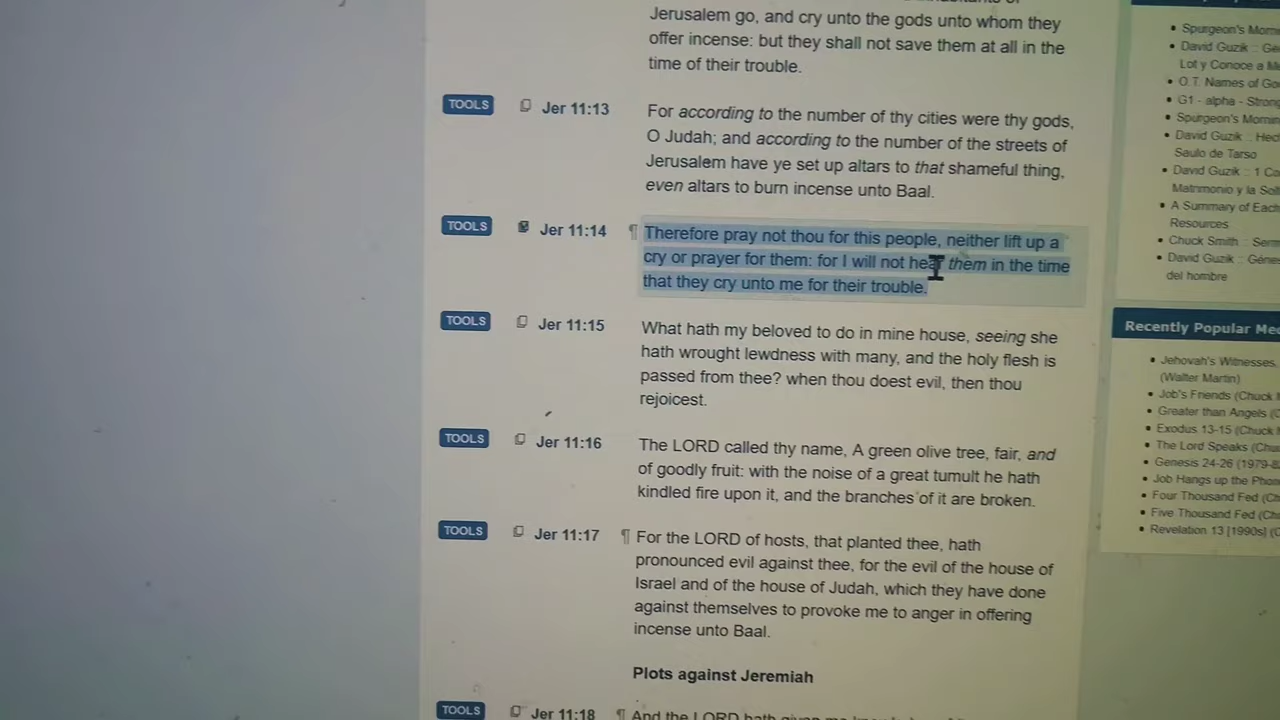 Jerusalem go, and cry unto the gods unto whom they
offer incense: but they shall not save them at all in the
time of their trouble.
TOOLS Jer 11:13 For according to the number of thy cities were thy gods,
O Judah; and according to the number of the streets of
Jerusalem have ye set up altars to that shameful thing,
even altars to burn incense unto Baal.
TOOLS Jer 11:14 ¶ Therefore pray not thou for this people, neither lift up a
cry or prayer for them: for I will not hear them in the time
that they cry unto me for their trouble.
TOOLS Jer 11:15 What hath my beloved to do in mine house, seeing she
hath wrought lewdness with many, and the holy flesh is
passed from thee? when thou doest evil, then thou
rejoicest.
TOOLS Jer 11:16 The LORD called thy name, A green olive tree, fair, and
of goodly fruit: with the noise of a great tumult he hath
kindled fire upon it, and the branches of it are broken.
TOOLS Jer 11:17 ¶ For the LORD of hosts, that planted thee, hath
pronounced evil against thee, for the evil of the house of
Israel and of the house of Judah, which they have done
against themselves to provoke me to anger in offering
incense unto Baal.
Plots against Jeremiah
TOOLS Jer 11:18 ¶ And the LORD hath
Spurgeon's
David Guzik ::
Lot y Conoce a
O.T. Names of
G1 - alpha -
Spurgeon's
David Guzik ::
Saulo de Tarso
David Guzik :: 1
Matrimonio y la
A Summary of
Resources
Chuck Smith ::
David Guzik ::
del hombre
Recently Popular
Jehovah's Witnesses
(Walter Martin)
Job's Friends (Chuck
Greater than Angels
Exodus 13-15
The Lord Speaks
Genesis 24-26
Job Hangs up the
Four Thousand Fed
Five Thousand Fed
Revelation 13 [1990s]